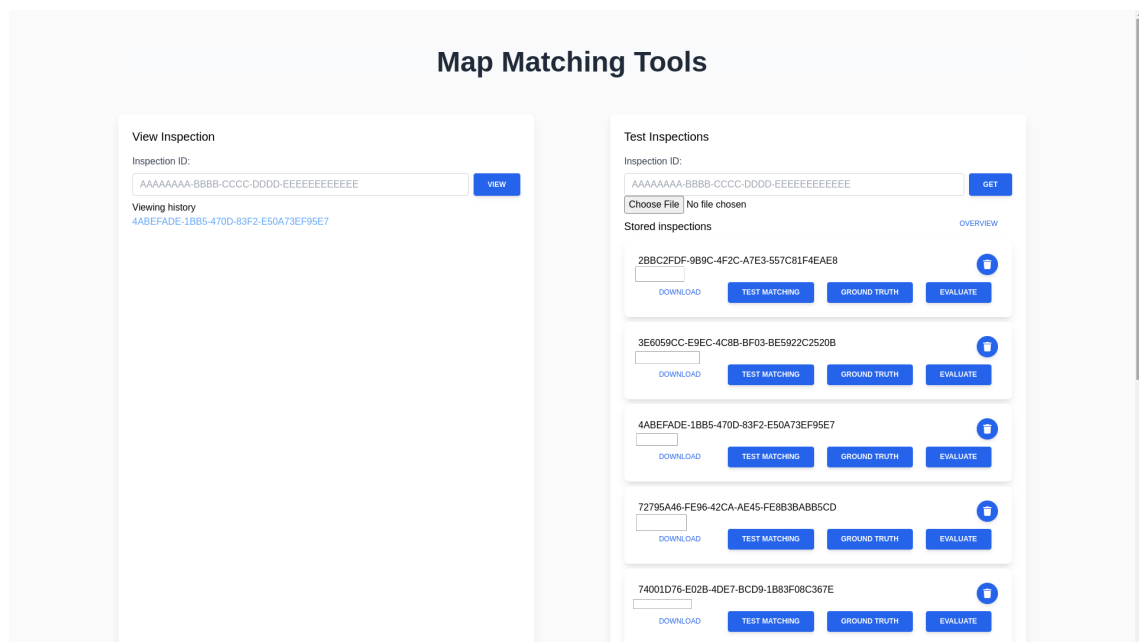 Map Matching Tools
View Inspection
Inspection ID:
AAAAAAAA-BBBB-CCCC-DDDD-EEEEEEEEEEEE
VIEW
Viewing history
4ABEFADE-1BB5-470D-83F2-E50A73EF95E7
Test Inspections
Inspection ID:
AAAAAAAA-BBBB-CCCC-DDDD-EEEEEEEEEEEE
GET
Choose File No file chosen
Stored inspections
OVERVIEW
2BBC2FDF-9B9C-4F2C-A7E3-557C81F4EAE8
DOWNLOAD TEST MATCHING GROUND TRUTH EVALUATE
3E6059CC-E9EC-4C8B-BF03-BE5922C2520B
DOWNLOAD TEST MATCHING GROUND TRUTH EVALUATE
4ABEFADE-1BB5-470D-83F2-E50A73EF95E7
DOWNLOAD TEST MATCHING GROUND TRUTH EVALUATE
72795A46-FE96-42CA-AE45-FE8B3BABB5CD
DOWNLOAD TEST MATCHING GROUND TRUTH EVALUATE
74001D76-E02B-4DE7-BCD9-1B83F08C367E
DOWNLOAD TEST MATCHING GROUND TRUTH EVALUATE